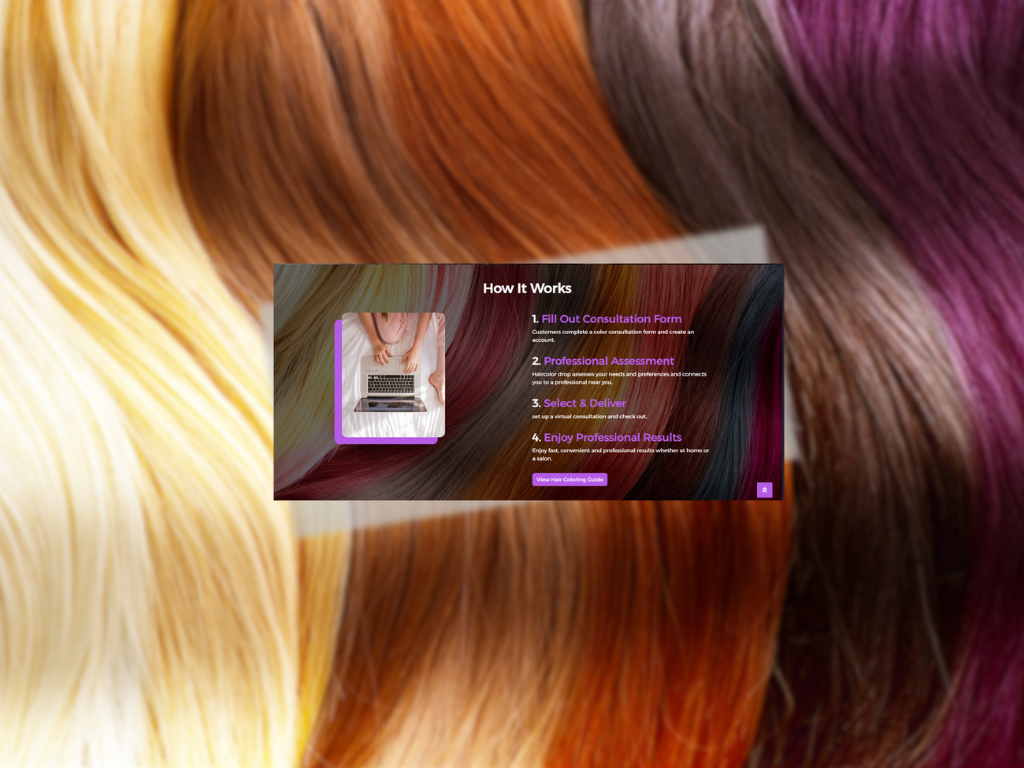 How It Works
1. Fill Out Consultation Form
Customers complete a color consultation form and create an
account.
2. Professional Assessment
Haircolor drop assesses your needs and preferences and connects
you to a professional near you.
3. Select & Deliver
set up a virtual consultation and check out.
4. Enjoy Professional Results
Enjoy fast, convenient and professional results whether at home or
a salon.
View Hair Coloring Guide